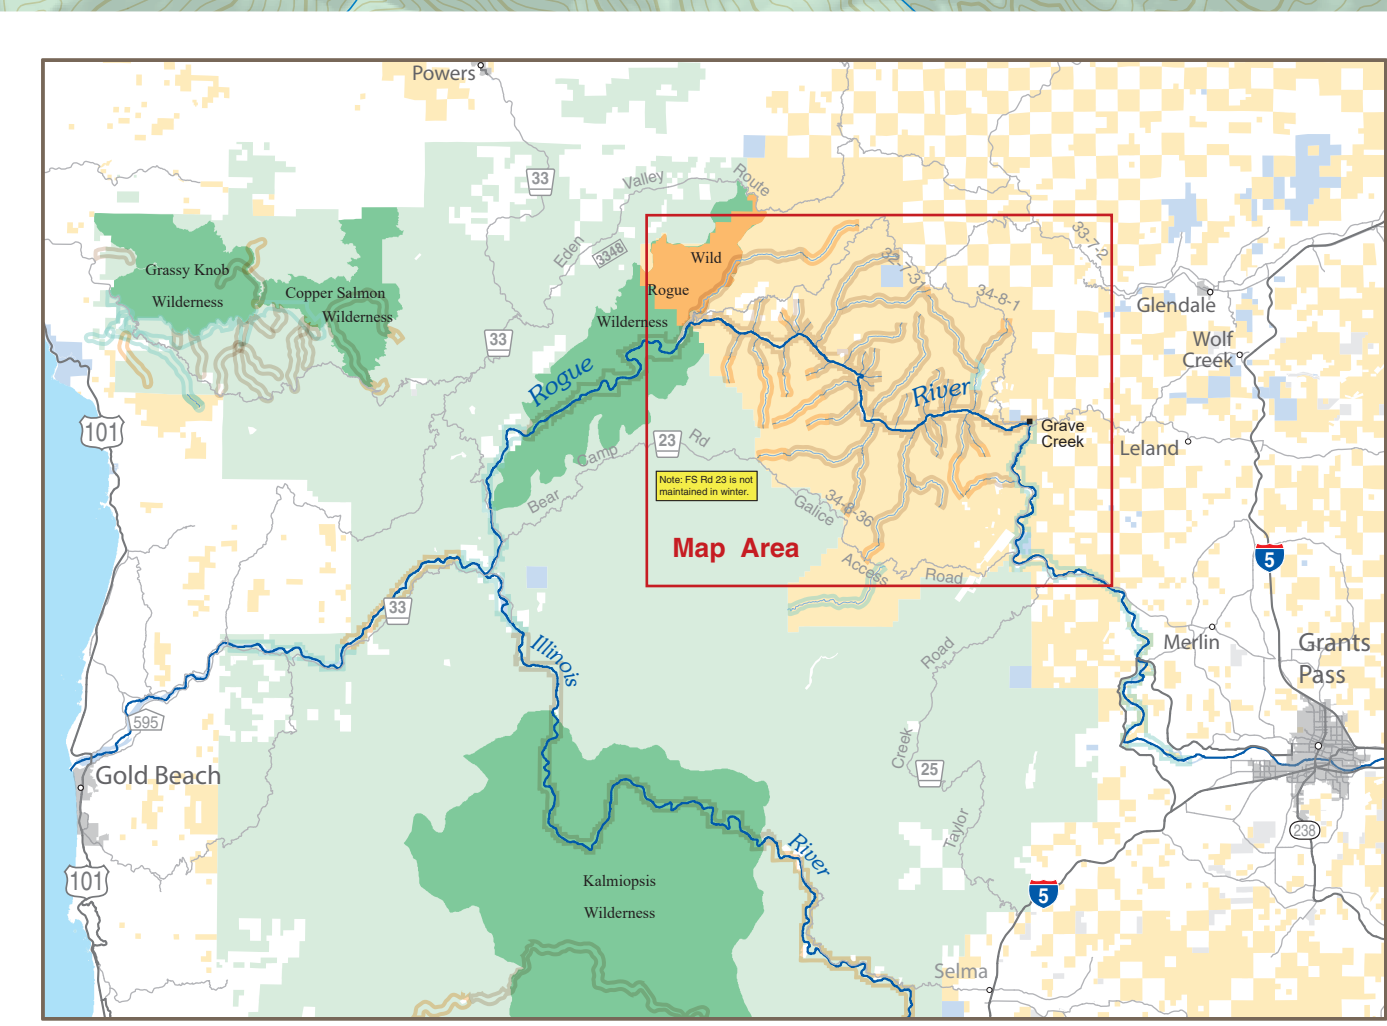 Powers
33
Valley
Route
Eden
3348
33-7-2
Grassy Knob
Wilderness
Copper Salmon
Wilderness
Wild
Rogue
Wilderness
32-7-31
34-8-1
Glendale
Wolf
Creek
33
Rogue
River
101
Grave
Creek
Leland
23
Rd
Camp
Bear
Note: FS Rd 23 is not
maintained in winter.
Galice
34-8-36
Map Area
Access
Road
5
33
Illinois
Merlin
Grants
Pass
Road
595
Creek
Gold Beach
25
Taylor
238
River
101
Kalmiopsis
Wilderness
5
Selma